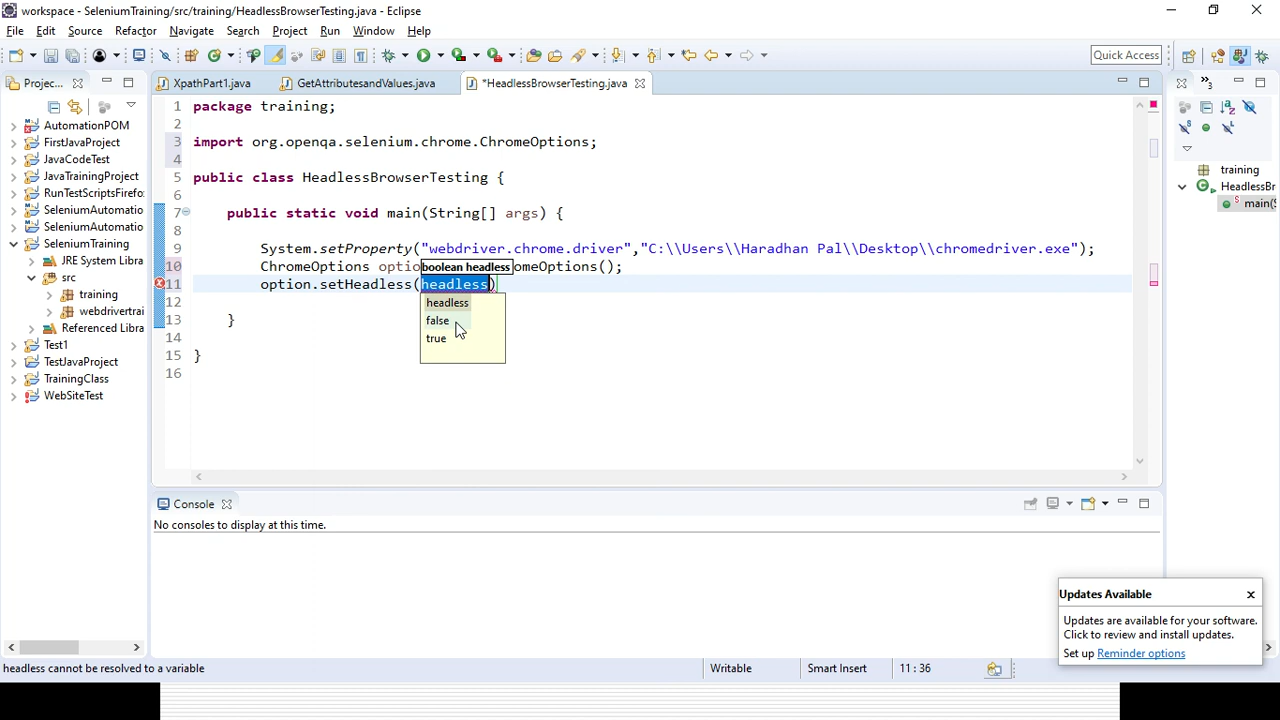 workspace - SeleniumTraining/src/training/HeadlessBrowserTesting.java - Eclipse
File Edit Source Refactor Navigate Search Project Run Window Help
Quick Access
Projec...
XpathPart1.java
GetAttributesandValues.java
*HeadlessBrowserTesting.java
AutomationPOM
FirstJavaProject
JavaCodeTest
JavaTrainingProject
RunTestScriptsFirefo
SeleniumAutomatio
SeleniumAutomatio
SeleniumTraining
JRE System Libra
src
training
webdrivertrai
Referenced Libra
Test1
TestJavaProject
TrainingClass
WebSiteTest
1 package training;
2
3 import org.openqa.selenium.chrome.ChromeOptions;
4
5 public class HeadlessBrowserTesting {
6
7 public static void main(String[] args) {
8
9 System.setProperty("webdriver.chrome.driver","C:\\Users\\Haradhan Pal\\Desktop\\chromedriver.exe");
10 ChromeOptions optio
boolean headless
omeOptions();
11 option.setHeadless(headless)
12
13 }
14
15 }
16
headless
false
true
training
HeadlessBr
main(S
Console
No consoles to display at this time.
Updates Available
Updates are available for your software.
Click to review and install updates.
Set up Reminder options
headless cannot be resolved to a variable
Writable
Smart Insert
11 : 36